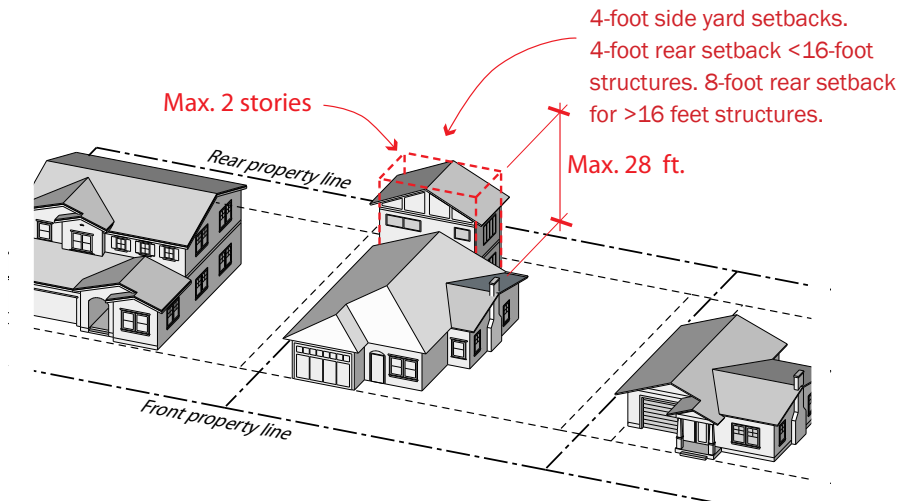 4-foot side yard setbacks.
4-foot rear setback <16-foot
structures. 8-foot rear setback
for >16 feet structures.
Max. 2 stories
Max. 28 ft.
Rear property line
Front property line